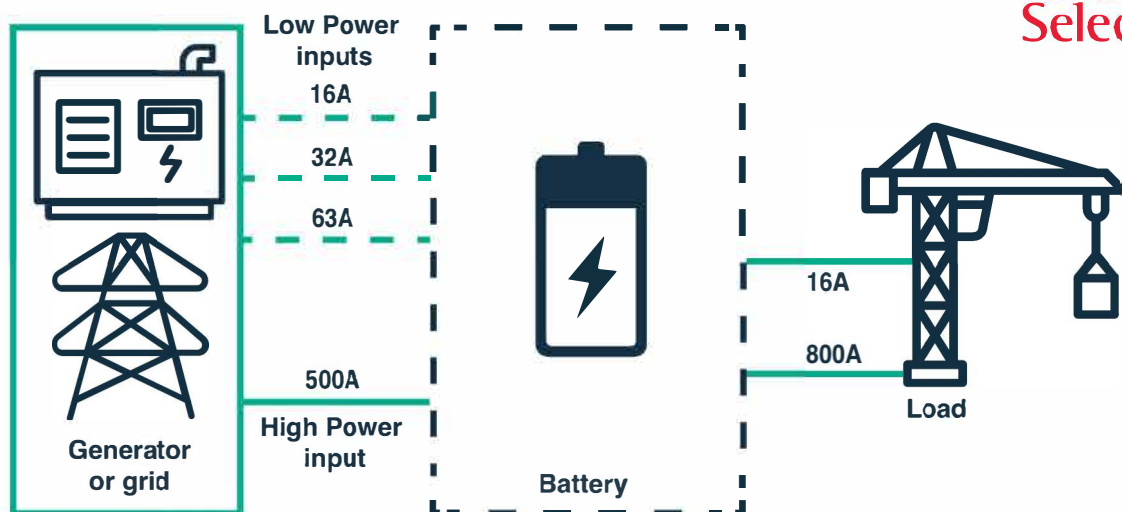 Low Power
inputs
16A
32A
63A
500A
High Power
input
Generator
or grid
Battery
16A
800A
Load